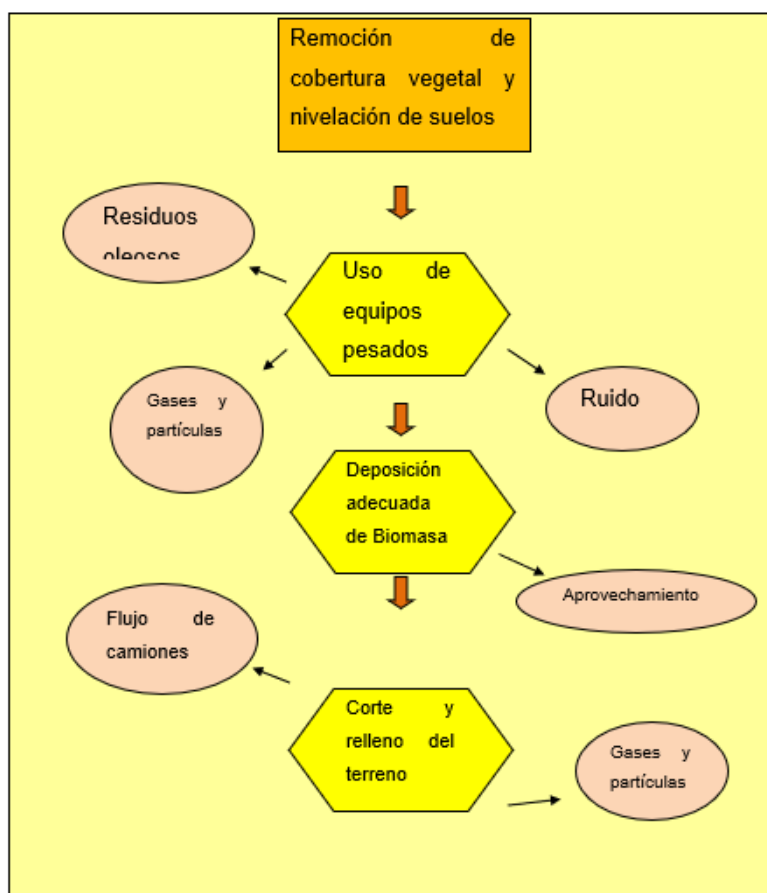 Remoción de
cobertura vegetal y
nivelación de suelos
Residuos
oleosos
Uso de
equipos
pesados
Gases y
partículas
Ruido
Deposición
adecuada
de Biomasa
Aprovechamiento
Flujo de
camiones
Corte y
relleno del
terreno
Gases y
partículas